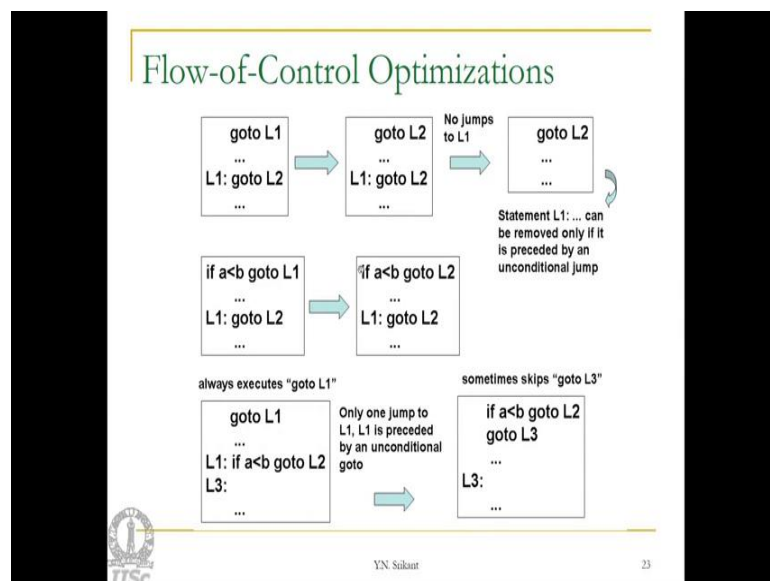 Flow-of-Control Optimizations
goto L1
...
L1: goto L2
...
goto L2
...
L1: goto L2
...
No jumps
to L1
goto L2
...
...
Statement L1: ... can
be removed only if it
is preceded by an
unconditional jump
if a<b goto L1
...
L1: goto L2
...
if a<b goto L2
...
L1: goto L2
...
always executes "goto L1"
goto L1
...
L1: if a<b goto L2
L3:
...
Only one jump to
L1, L1 is preceded
by an unconditional
goto
sometimes skips "goto L3"
if a<b goto L2
goto L3
...
L3:
...
IISc
Y.N. Srikant
23